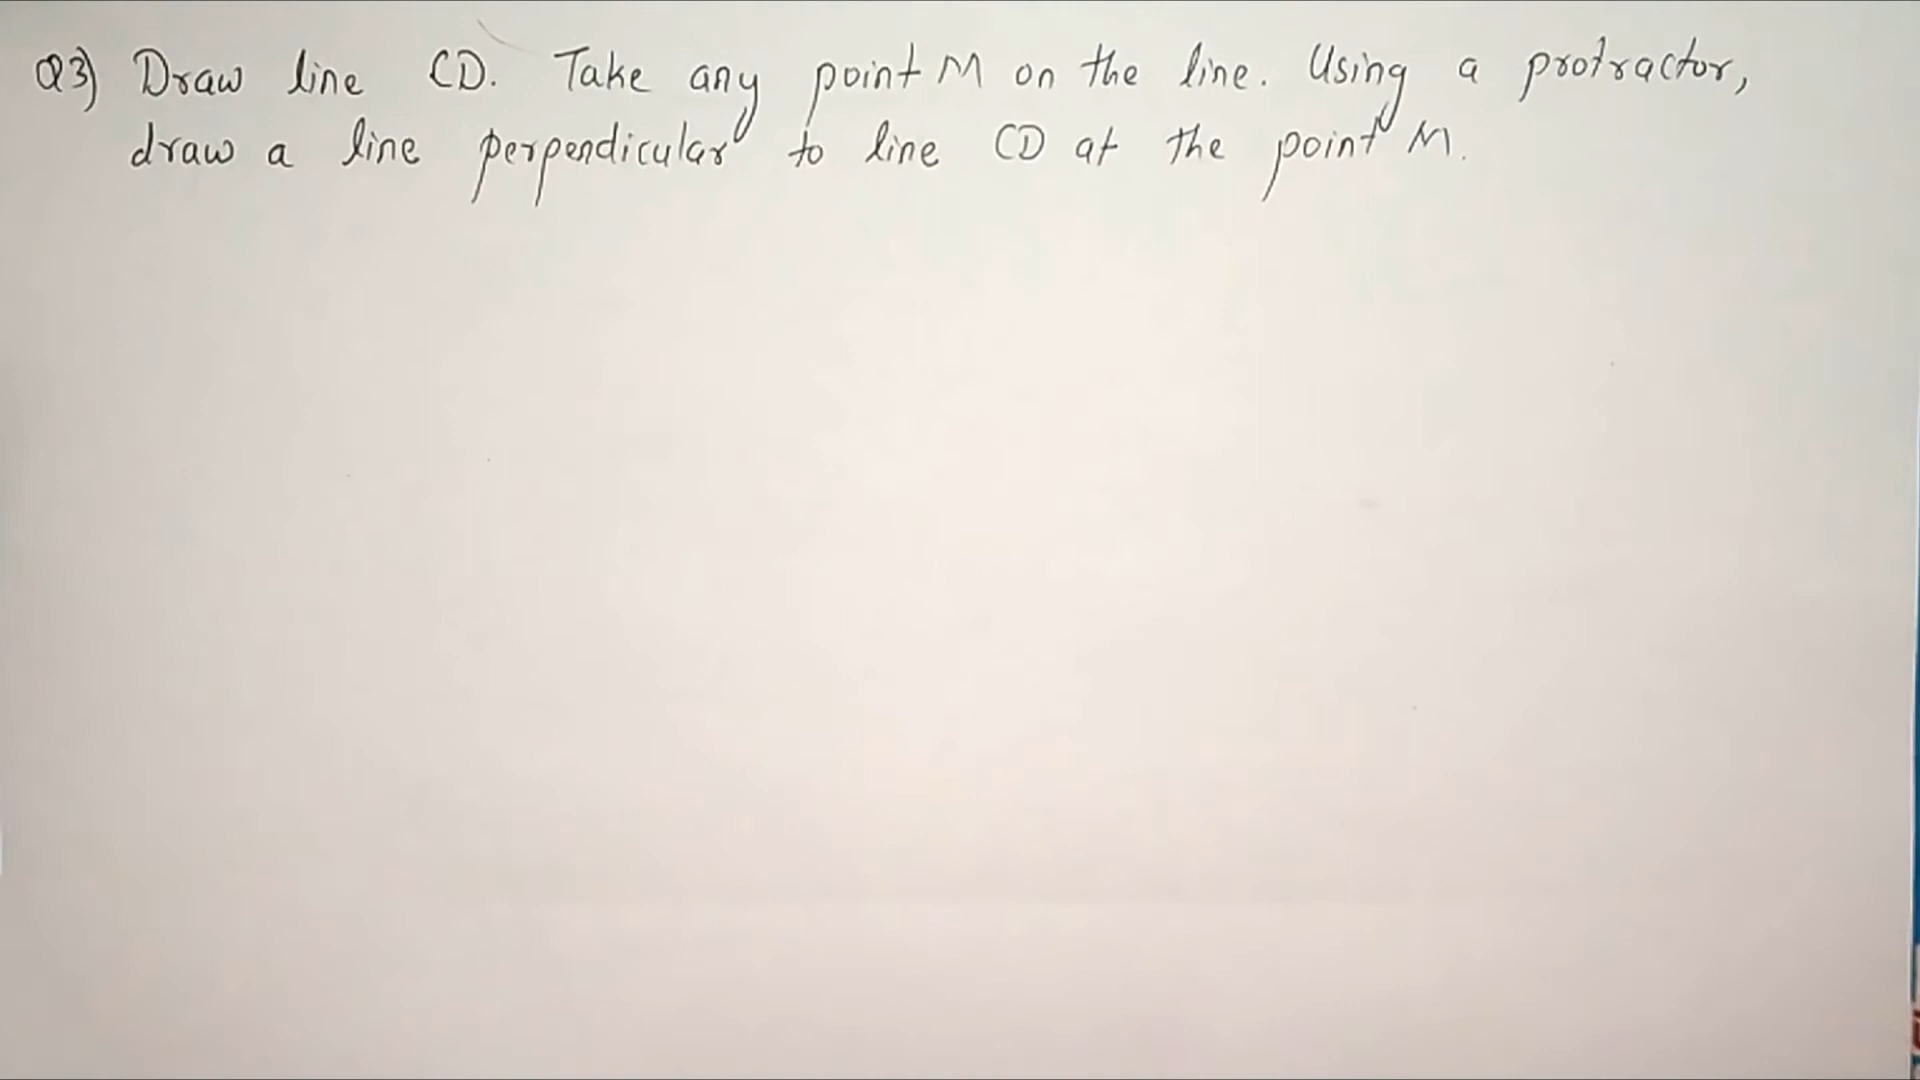 Q3) Draw line CD. Take any point M on the line. Using a protractor,
draw a line perpendicular to line CD at the point M.